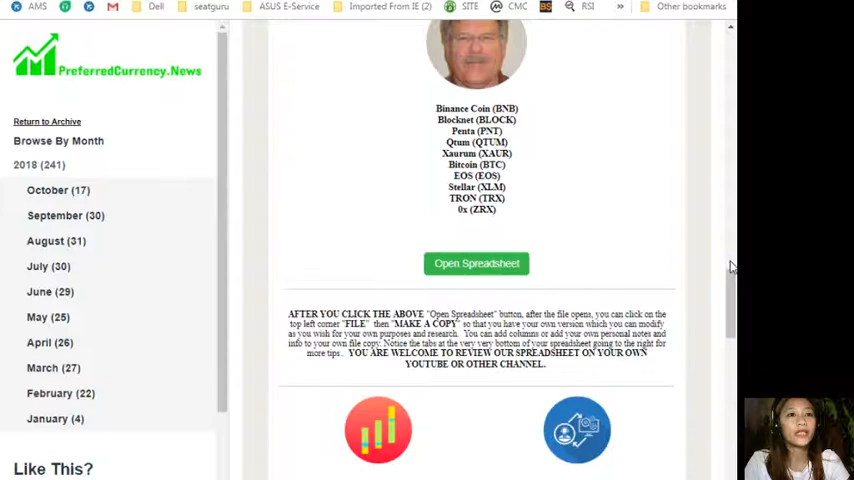 AMS
Dell
seatguru
ASUS E-Service
Imported From IE (2)
SITE
CMC
BS
RSI
»
Other bookmarks
PreferredCurrency.News
Return to Archive
Browse By Month
2018 (241)
October (17)
September (30)
August (31)
July (30)
June (29)
May (25)
April (26)
March (27)
February (22)
January (4)
Like This?
Binance Coin (BNB)
Blocknet (BLOCK)
Penta (PNT)
Qtum (QTUM)
Xaurum (XAUR)
Bitcoin (BTC)
EOS (EOS)
Stellar (XLM)
TRON (TRX)
0x (ZRX)
Open Spreadsheet
AFTER YOU CLICK THE ABOVE "Open Spreadsheet" button, after the file opens, you can click on the
top left corner "FILE" then "MAKE A COPY" so that you have your own version which you can modify
as you wish for your own purposes and research. You can add columns or add your own personal notes and
info to your own file copy. Notice the tabs at the very very bottom of your spreadsheet going to the right for
more tips.. YOU ARE WELCOME TO REVIEW OUR SPREADSHEET ON YOUR OWN
YOUTUBE OR OTHER CHANNEL.